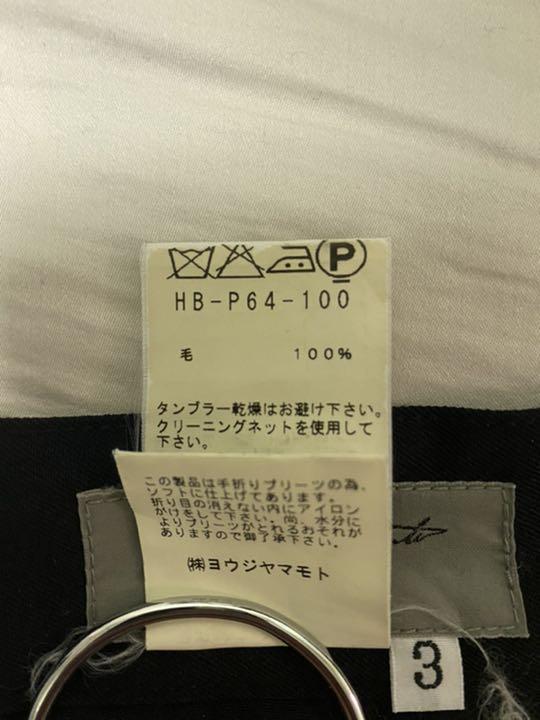 P
HB-P64-100
毛 100%
タンブラー乾燥はお避け下さい。
クリーニングネットを使用して
下さい。
この製品は手折りプリーツの為、
ソフトに仕上げてあります。
折り目の消えない内にアイロン
がけをして下さい。尚、水分に
よりプリーツがとれるおそれが
ありますので御了承下さい。
㈱ヨウジヤマモト
3